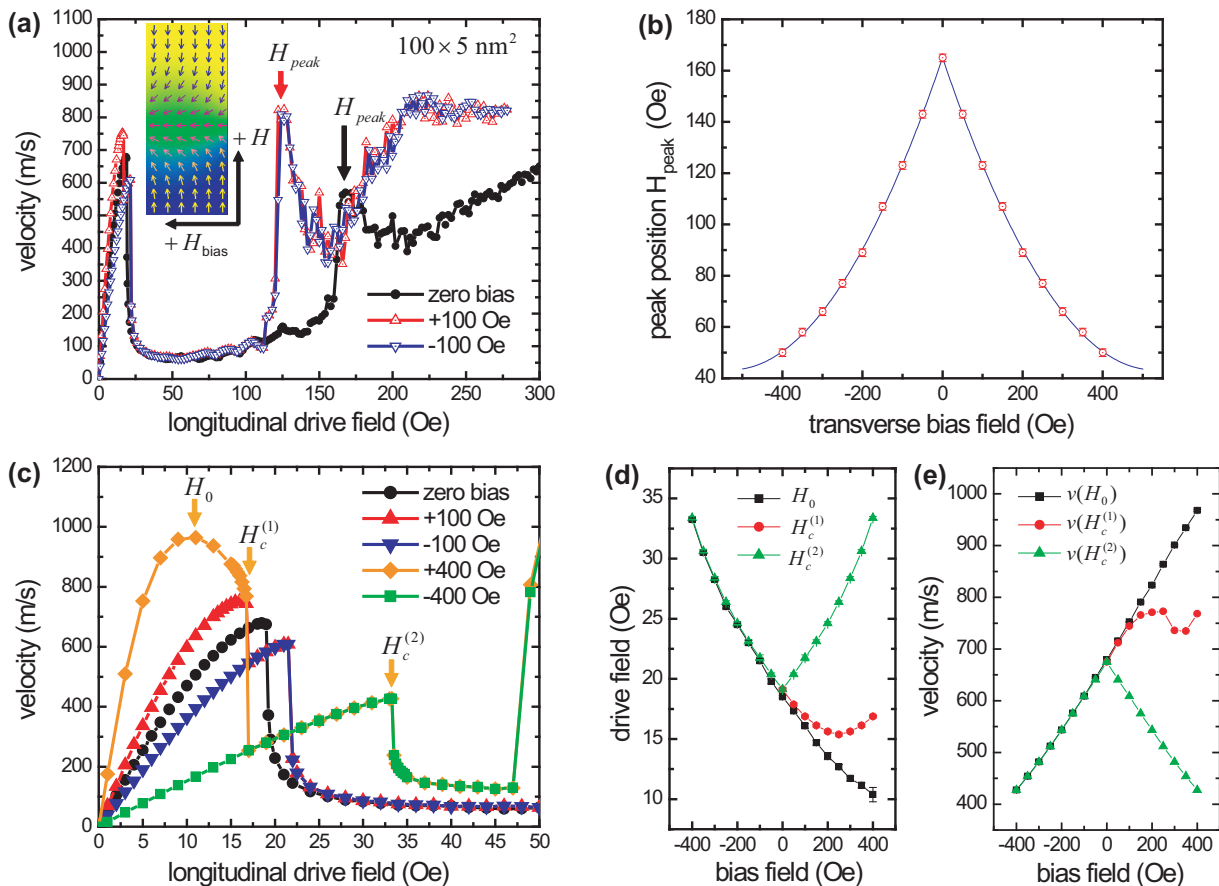 (a)
100 × 5 nm²
H_peak
H_peak
+ H
+ H_bias
zero bias
+100 Oe
-100 Oe
velocity (m/s)
1100
1000
900
800
700
600
500
400
300
200
100
0
0 50 100 150 200 250 300
longitudinal drive field (Oe)
(b)
peak position H_peak (Oe)
180
160
140
120
100
80
60
40
-400 -200 0 200 400
transverse bias field (Oe)
(c)
H_0
H_c^(1)
H_c^(2)
zero bias
+100 Oe
-100 Oe
+400 Oe
-400 Oe
velocity (m/s)
1200
1000
800
600
400
200
0
0 5 10 15 20 25 30 35 40 45 50
longitudinal drive field (Oe)
(d)
H_0
H_c^(1)
H_c^(2)
drive field (Oe)
35
30
25
20
15
10
-400 -200 0 200 400
bias field (Oe)
(e)
v(H_0)
v(H_c^(1))
v(H_c^(2))
velocity (m/s)
1000
900
800
700
600
500
400
-400 -200 0 200 400
bias field (Oe)